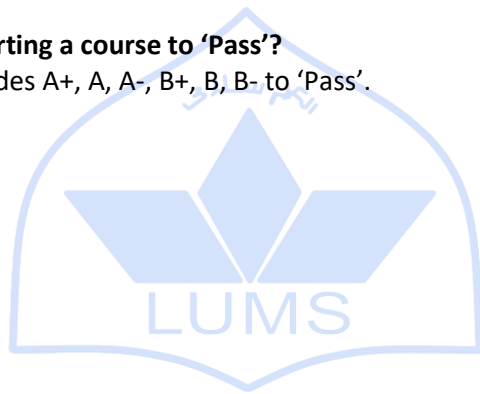 rting a course to ‘Pass’?
des A+, A, A-, B+, B, B- to ‘Pass’.
LUMS